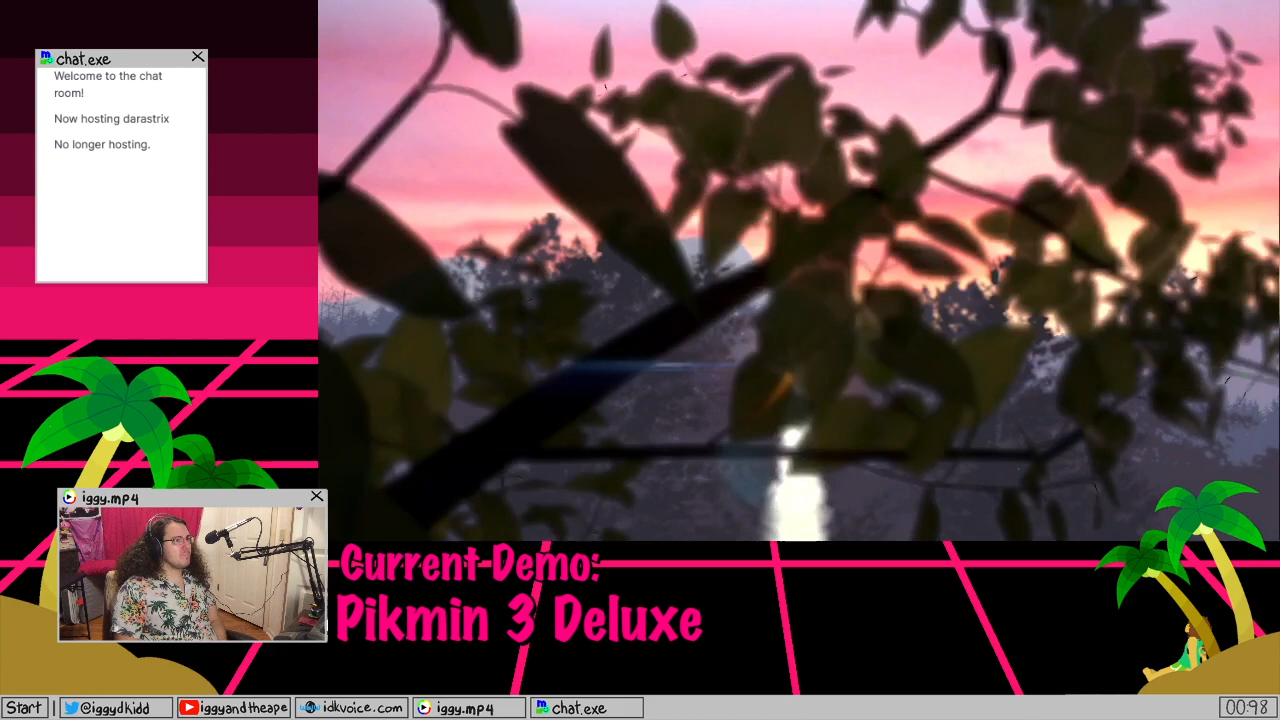 chat.exe
Welcome to the chat
room!
Now hosting darastrix
No longer hosting.
iggy.mp4
Current Demo:
Pikmin 3 Deluxe
Start
@iggydkidd
iggyandtheape
www idkvoice.com
iggy.mp4
chat.exe
00:98